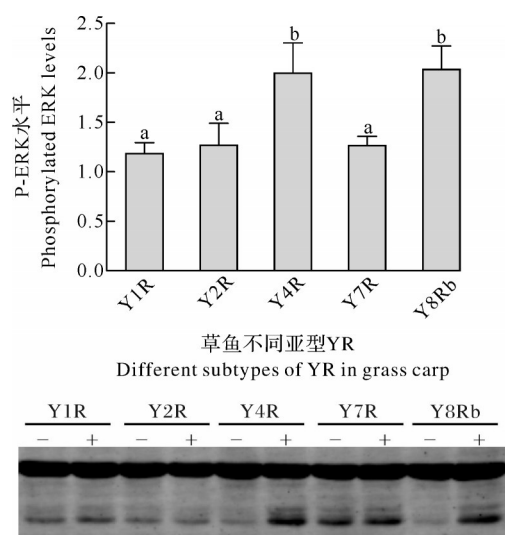 P-ERK水平
Phosphorylated ERK levels
2.5
2.0
1.5
1.0
0.5
0.0
a
a
b
a
b
Y1R
Y2R
Y4R
Y7R
Y8Rb
草鱼不同亚型YR
Different subtypes of YR in grass carp
Y1R Y2R Y4R Y7R Y8Rb
− + − + − + − + − +